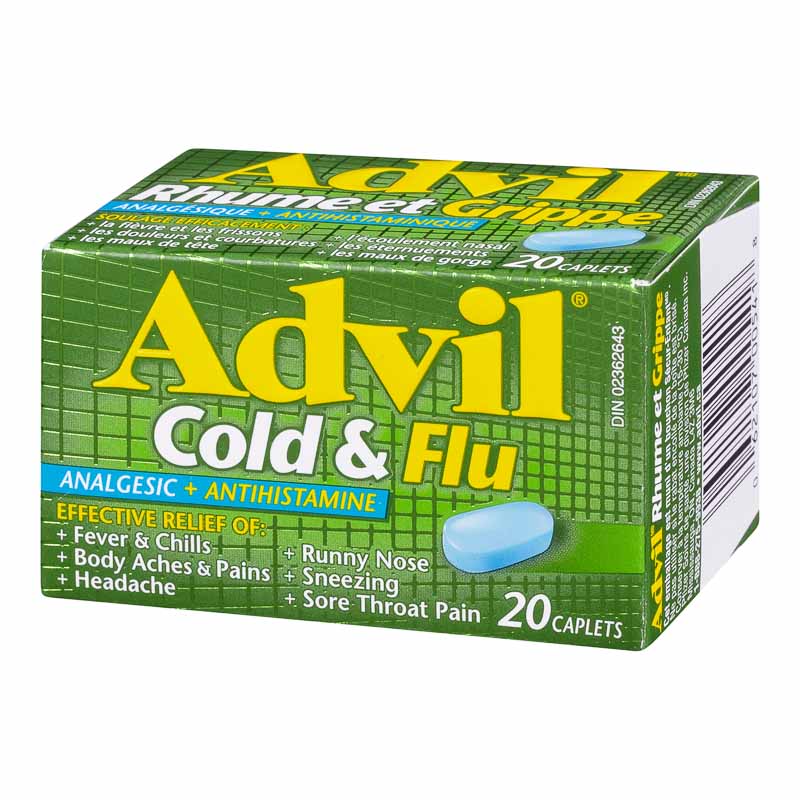 Advil
MD
Rhume et Grippe
ANALGÉSIQUE + ANTIHISTAMINIQUE
SOULAGE EFFICACEMENT :
+ la fièvre et les frissons
+ les douleurs et courbatures
+ les maux de tête
+ l'écoulement nasal
+ les éternuements
+ les maux de gorge
20 CAPLETS
Advil®
Cold & Flu
ANALGESIC + ANTIHISTAMINE
EFFECTIVE RELIEF OF:
+ Fever & Chills
+ Body Aches & Pains
+ Headache
+ Runny Nose
+ Sneezing
+ Sore Throat Pain
20 CAPLETS
DIN 02362643
Advil Rhume et Grippe